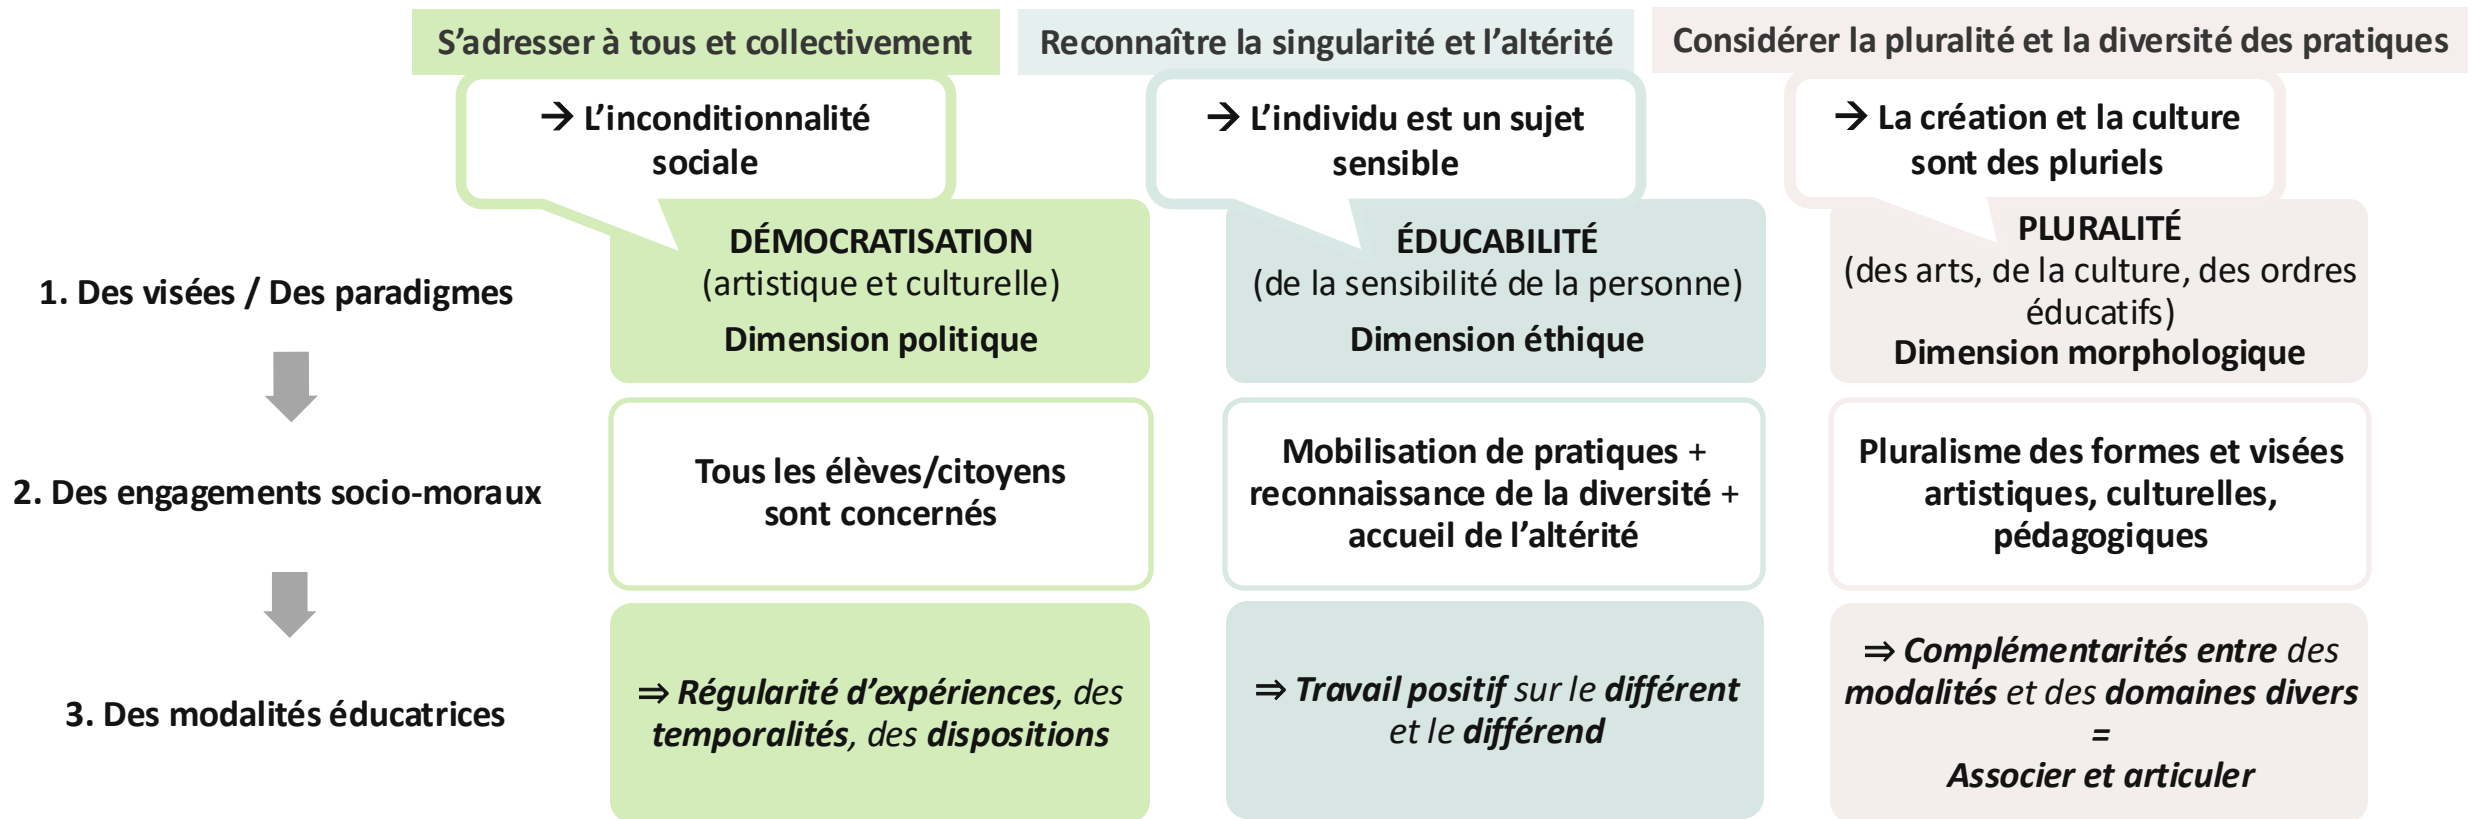 S’adresser à tous et collectivement
Reconnaître la singularité et l’altérité
Considérer la pluralité et la diversité des pratiques
→ L’inconditionnalité
sociale
→ L’individu est un sujet
sensible
→ La création et la culture
sont des pluriels
1. Des visées / Des paradigmes
DÉMOCRATISATION
(artistique et culturelle)
Dimension politique
ÉDUCABILITÉ
(de la sensibilité de la personne)
Dimension éthique
PLURALITÉ
(des arts, de la culture, des ordres
éducatifs)
Dimension morphologique
2. Des engagements socio-moraux
Tous les élèves/citoyens
sont concernés
Mobilisation de pratiques +
reconnaissance de la diversité +
accueil de l’altérité
Pluralisme des formes et visées
artistiques, culturelles,
pédagogiques
3. Des modalités éducatrices
⇒ Régularité d’expériences, des
temporalités, des dispositions
⇒ Travail positif sur le différent
et le différend
⇒ Complémentarités entre des
modalités et des domaines divers
=
Associer et articuler